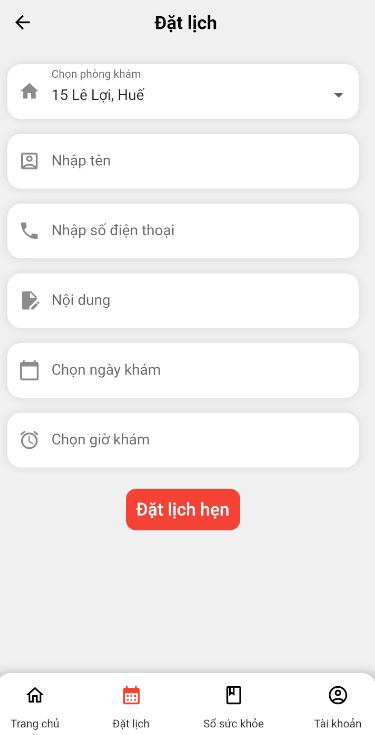 Đặt lịch
Chọn phòng khám
15 Lê Lợi, Huế
Nhập tên
Nhập số điện thoại
Nội dung
Chọn ngày khám
Chọn giờ khám
Đặt lịch hẹn
Trang chủ
Đặt lịch
Sổ sức khỏe
Tài khoản